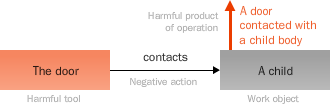 Harmful product
of operation
A door
contacted with
a child body
The door
contacts
Negative action
A child
Harmful tool
Work object